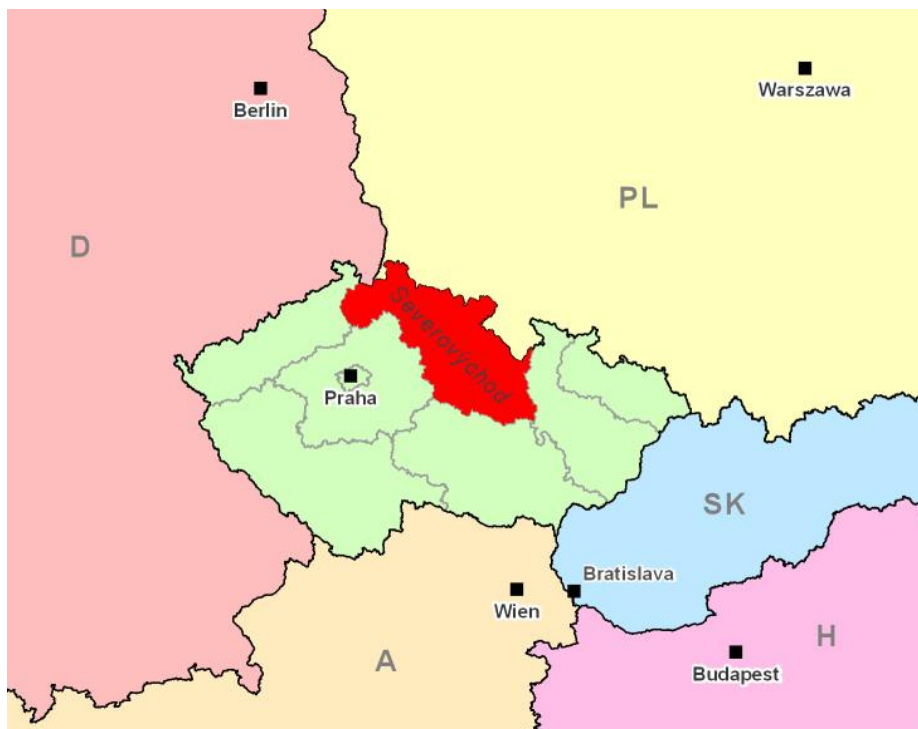 Warszawa
Berlin
PL
D
Severovýchod
Praha
SK
Bratislava
Wien
H
A
Budapest